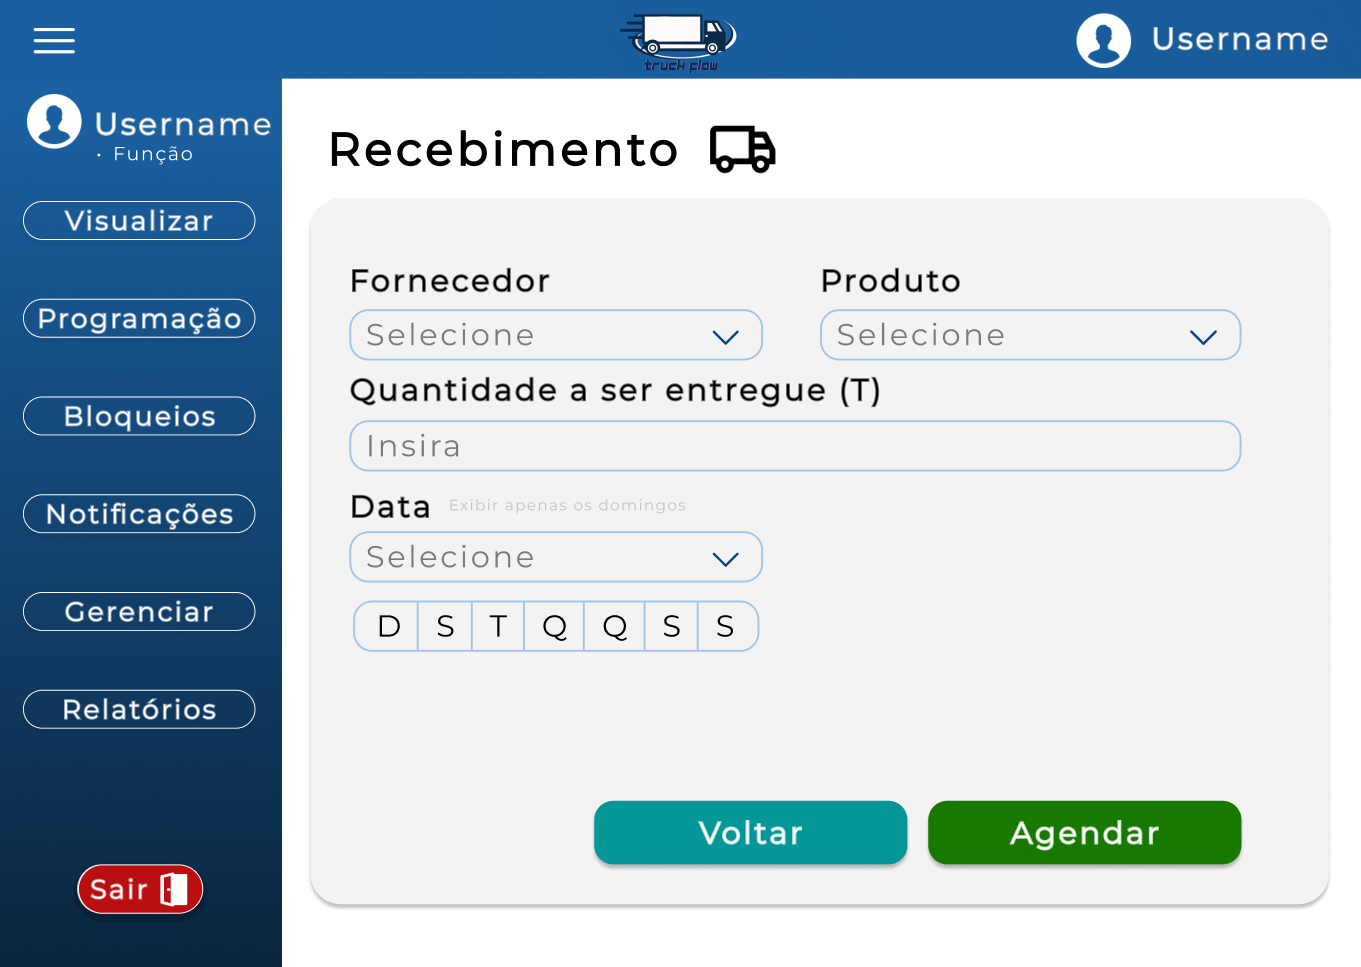 truck flow
Username
Username
· Função
Visualizar
Programação
Bloqueios
Notificações
Gerenciar
Relatórios
Sair
Recebimento
Fornecedor
Produto
Selecione
Selecione
Quantidade a ser entregue (T)
Insira
Data Exibir apenas os domingos
Selecione
D S T Q Q S S
Voltar
Agendar